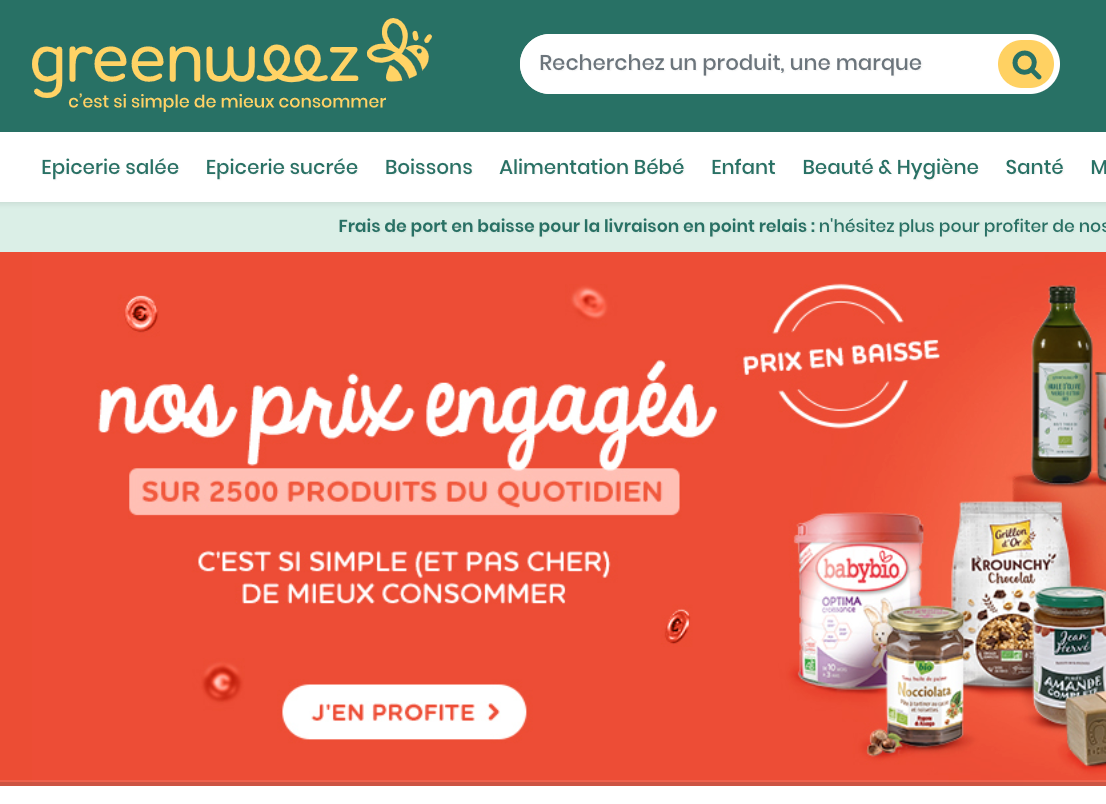 greenweez
c'est si simple de mieux consommer
Recherchez un produit, une marque
Epicerie salée Epicerie sucrée Boissons Alimentation Bébé Enfant Beauté & Hygiène Santé M
Frais de port en baisse pour la livraison en point relais : n'hésitez plus pour profiter de nos
nos prix engagés
SUR 2500 PRODUITS DU QUOTIDIEN
C'EST SI SIMPLE (ET PAS CHER)
DE MIEUX CONSOMMER
J'EN PROFITE
PRIX EN BAISSE
babybio
OPTIMA
croissance
Grillon
d'Or
KROUNCHY
Chocolat
bio
Nocciolata
Jean
Hervé
AMANDE
COMPLÈTE